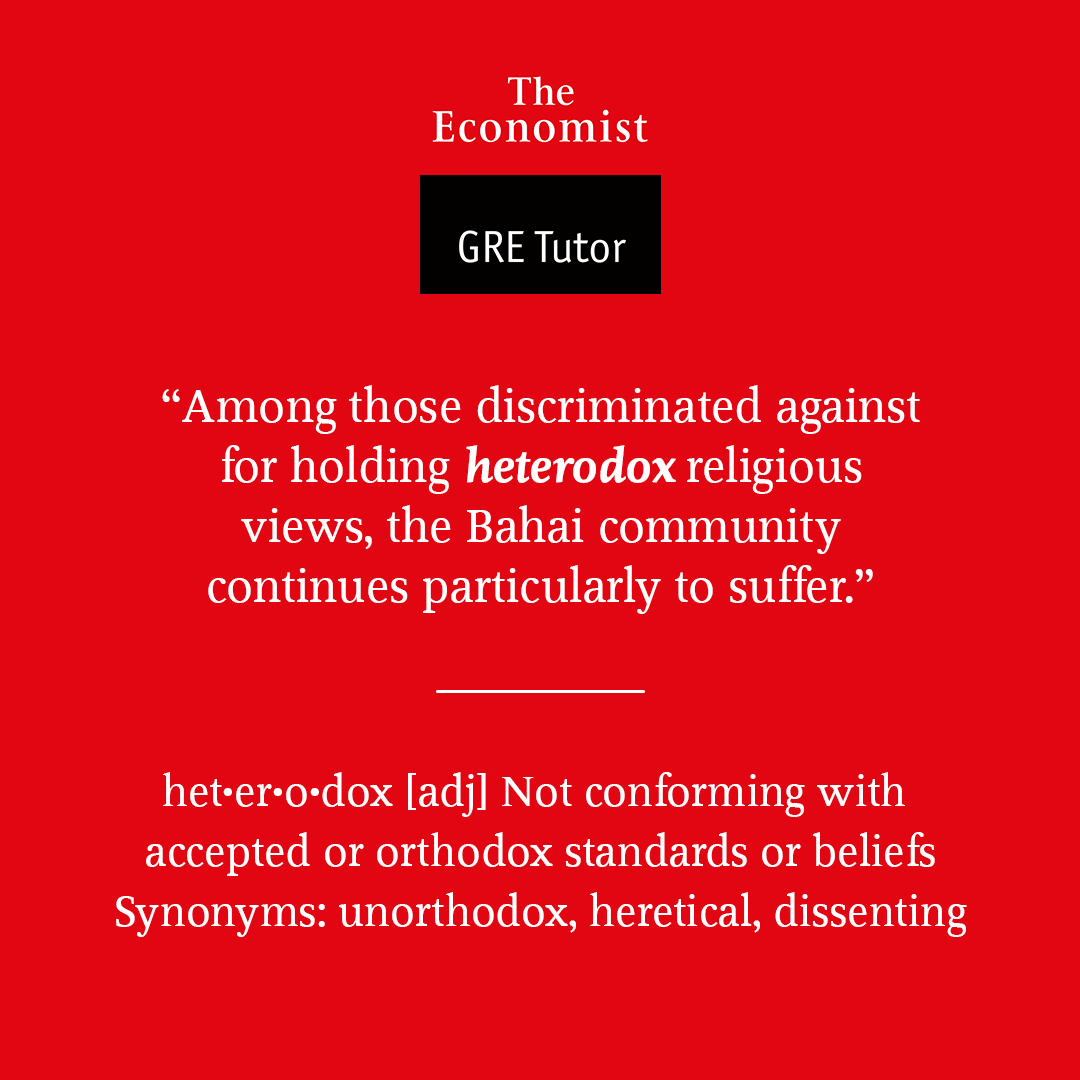 The
Economist
GRE Tutor
“Among those discriminated against
for holding heterodox religious
views, the Bahai community
continues particularly to suffer.”
het•er•o•dox [adj] Not conforming with
accepted or orthodox standards or beliefs
Synonyms: unorthodox, heretical, dissenting